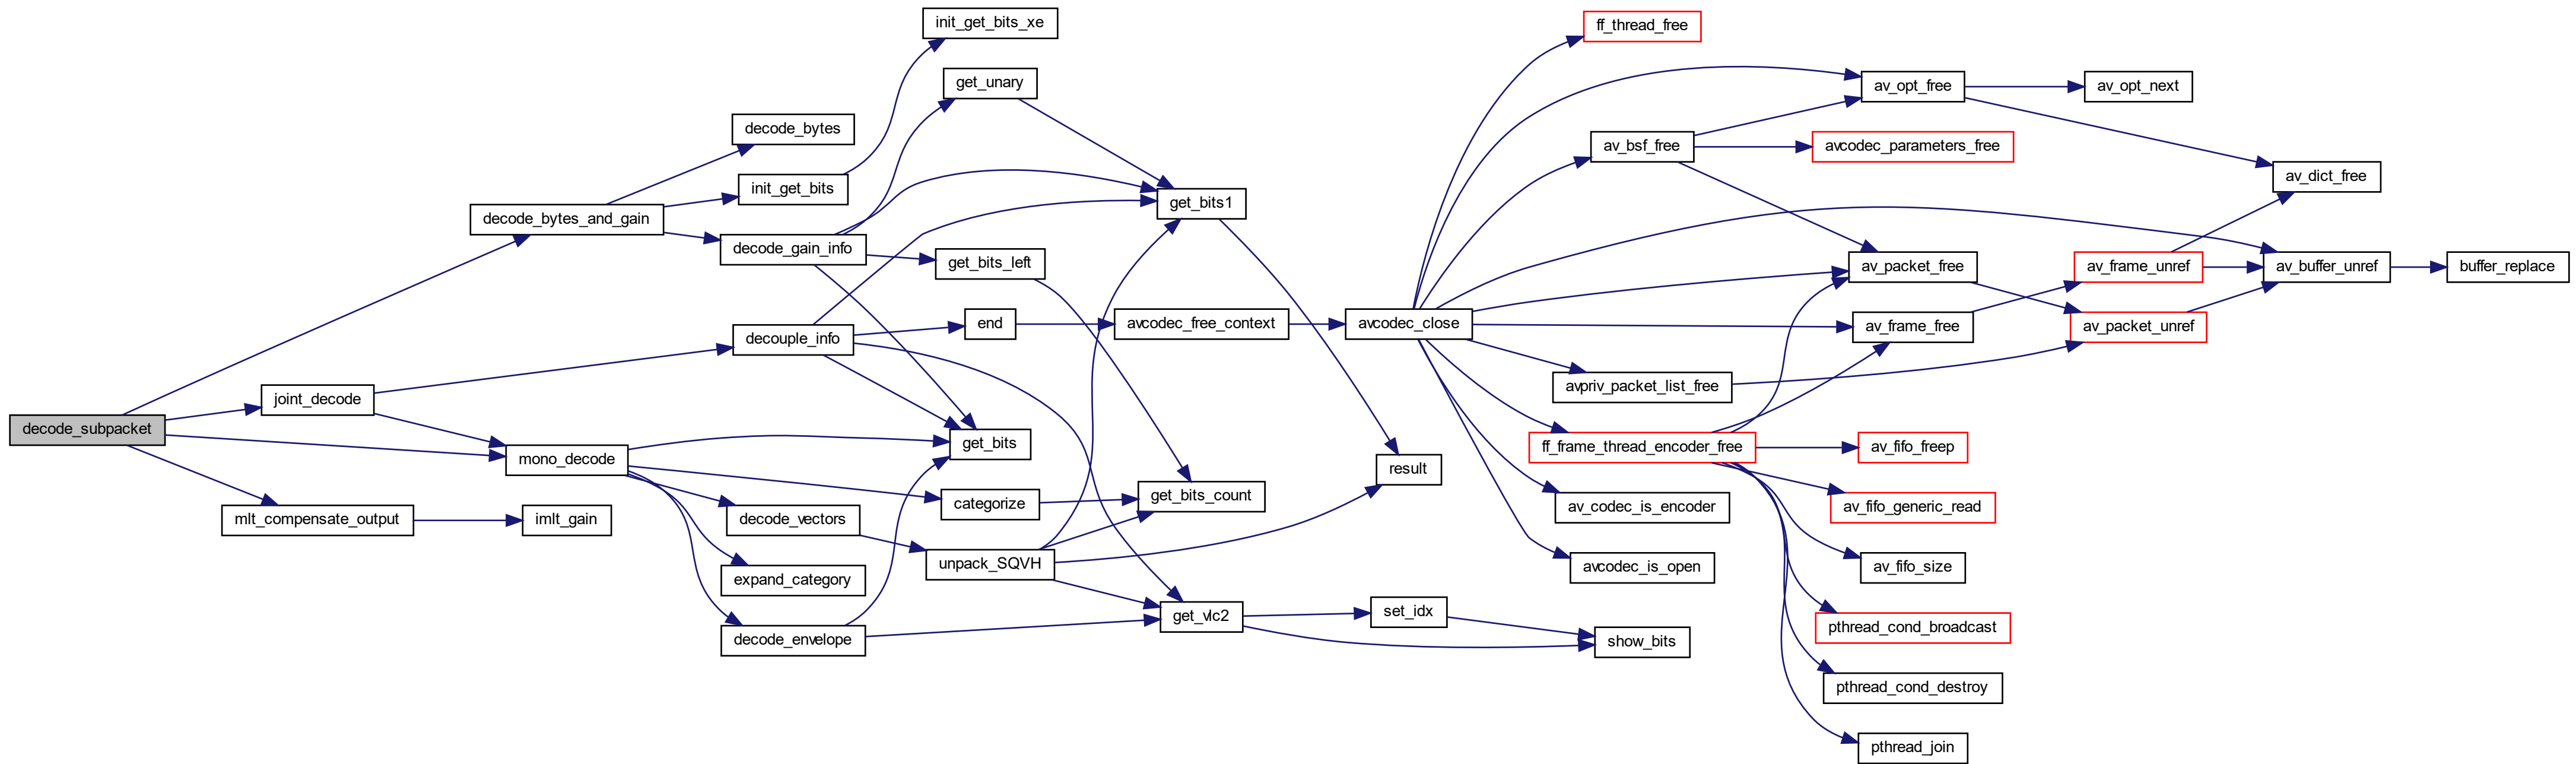 decode_subpacket
decode_bytes_and_gain
joint_decode
mono_decode
mlt_compensate_output
imlt_gain
decode_bytes
init_get_bits
decode_gain_info
decouple_info
decode_vectors
expand_category
decode_envelope
init_get_bits_xe
get_unary
get_bits_left
end
get_bits
categorize
unpack_SQVH
get_bits1
avcodec_free_context
get_bits_count
get_vlc2
avcodec_close
result
set_idx
ff_thread_free
av_bsf_free
avpriv_packet_list_free
ff_frame_thread_encoder_free
av_codec_is_encoder
avcodec_is_open
show_bits
av_opt_free
avcodec_parameters_free
av_packet_free
av_frame_free
av_fifo_freep
av_fifo_generic_read
av_fifo_size
pthread_cond_broadcast
pthread_cond_destroy
pthread_join
av_opt_next
av_frame_unref
av_packet_unref
av_dict_free
av_buffer_unref
buffer_replace